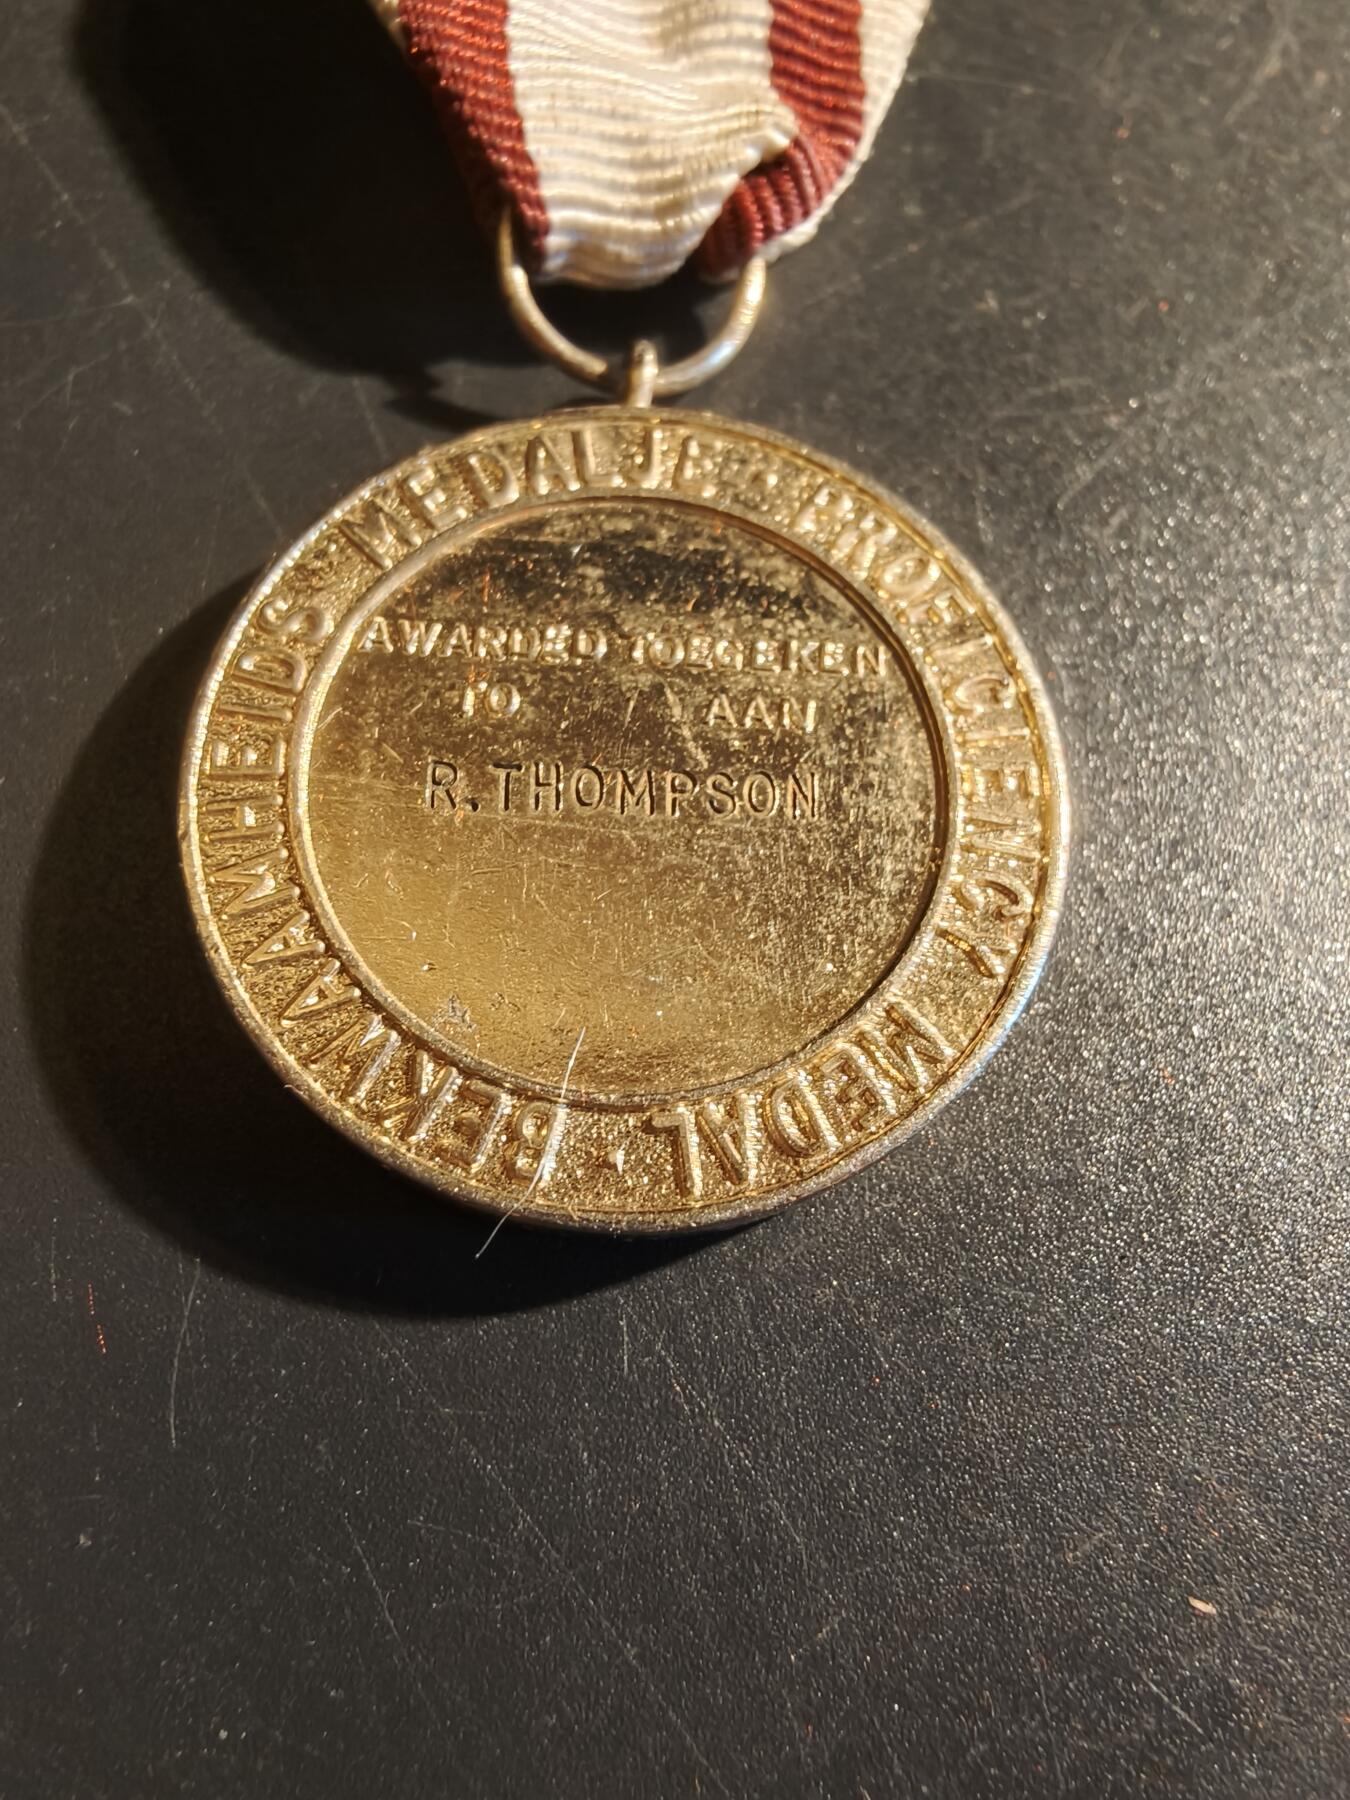 BEKWAAMHEIDS MEDALJE · PROFICIENCY MEDAL ·
AWARDED TOEGEKEN
TO AAN
R. THOMPSON